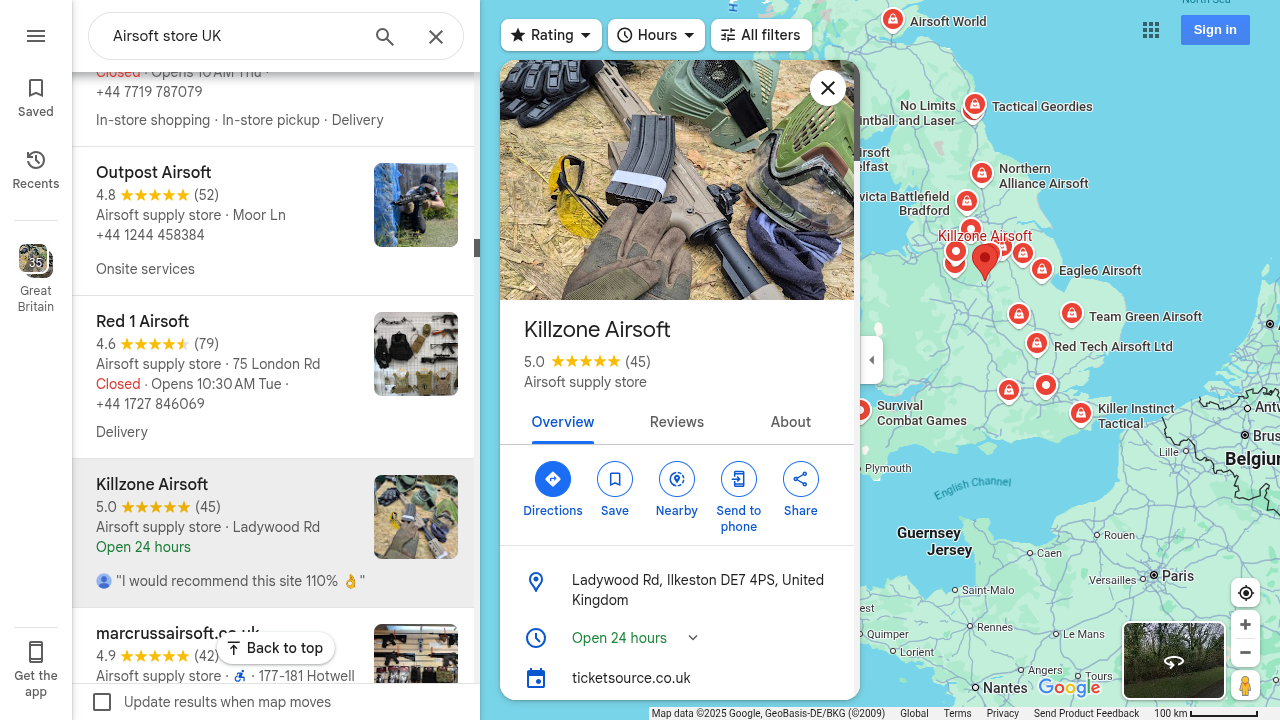 Airsoft store UK
Saved
Recents
35
Great
Britain
Get the
app
Closed · Opens 10 AM Thu ·
+44 7719 787079
In-store shopping · In-store pickup · Delivery
Outpost Airsoft
4.8 (52)
Airsoft supply store · Moor Ln
+44 1244 458384
Onsite services
Red 1 Airsoft
4.6 (79)
Airsoft supply store · 75 London Rd
Closed · Opens 10:30 AM Tue ·
+44 1727 846069
Delivery
Killzone Airsoft
5.0 (45)
Airsoft supply store · Ladywood Rd
Open 24 hours
"I would recommend this site 110% 👌"
marcrussairsoft.co.uk
4.9 (42)
Airsoft supply store · 177-181 Hotwell
Back to top
Update results when map moves
Rating
Hours
All filters
Sign in
Killzone Airsoft
5.0 (45)
Airsoft supply store
Overview
Reviews
About
Directions
Save
Nearby
Send to
phone
Share
Ladywood Rd, Ilkeston DE7 4PS, United
Kingdom
Open 24 hours
ticketsource.co.uk
North Sea
Airsoft World
No Limits
intball and Laser
Tactical Geordies
irsoft
elfast
Northern
Alliance Airsoft
victa Battlefield
Bradford
Killzone Airsoft
Eagle6 Airsoft
Team Green Airsoft
Red Tech Airsoft Ltd
Survival
Combat Games
Killer Instinct
Tactical
Plymouth
English Channel
Antw
Brus
Lille
Belgium
Guernsey
Jersey
Rouen
Caen
Versailles
Paris
Saint-Malo
est
Quimper
Rennes
Le Mans
Lorient
Angers
Tours
Nantes
Google
Map data ©2025 Google, GeoBasis-DE/BKG (©2009)
Global
Terms
Privacy
Send Product Feedback
100 km